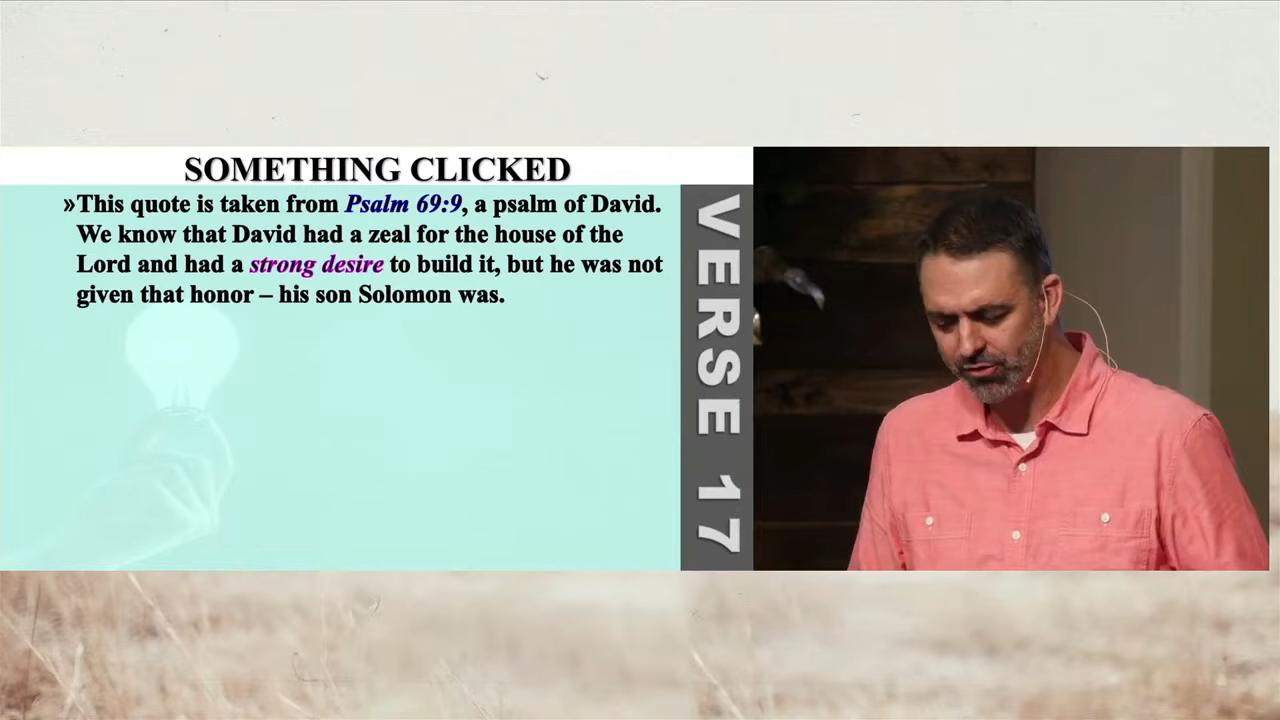 SOMETHING CLICKED
»This quote is taken from Psalm 69:9, a psalm of David.
We know that David had a zeal for the house of the
Lord and had a strong desire to build it, but he was not
given that honor – his son Solomon was.
VERSE 17